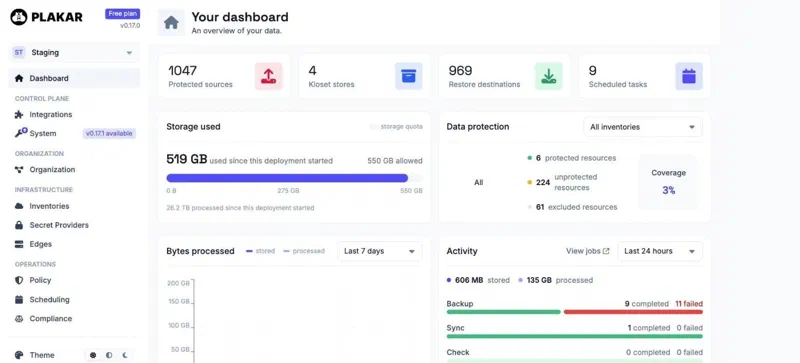 PLAKAR
Free plan
v0.17.0
ST Staging
Dashboard
CONTROL PLANE
Integrations
System
v0.17.1 available
ORGANIZATION
Organization
INFRASTRUCTURE
Inventories
Secret Providers
Edges
OPERATIONS
Policy
Scheduling
Compliance
Theme
Your dashboard
An overview of your data.
1047
Protected sources
4
Kloset stores
969
Restore destinations
9
Scheduled tasks
Storage used
storage quota
519 GB used since this deployment started
550 GB allowed
0 B
275 GB
550 GB
26.2 TB processed since this deployment started
Data protection
All inventories
All
6 protected resources
224 unprotected
resources
61 excluded resources
Coverage
3%
Bytes processed
stored
processed
Last 7 days
200 GB
150 GB
100 GB
50 GB
Activity
View jobs
Last 24 hours
606 MB stored
135 GB processed
Backup
9 completed 11 failed
Sync
1 completed 0 failed
Check
0 completed 0 failed